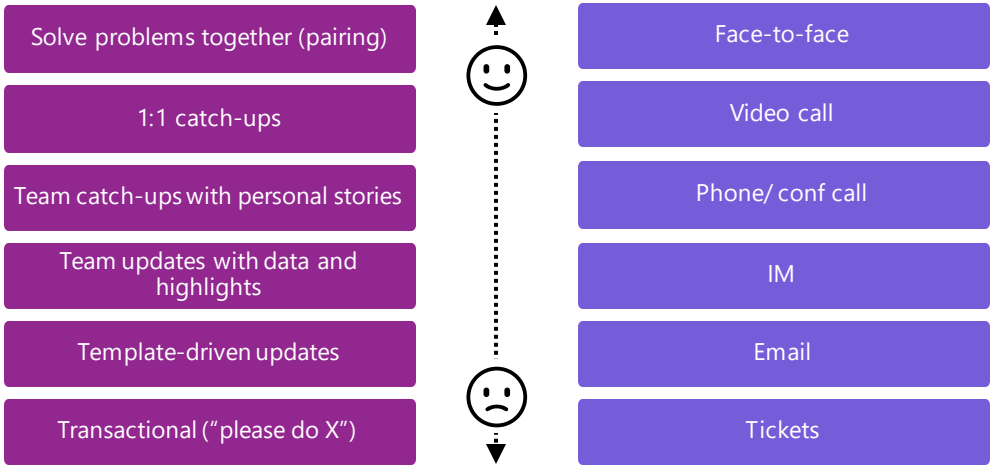 Solve problems together (pairing)
1:1 catch-ups
Team catch-ups with personal stories
Team updates with data and
highlights
Template-driven updates
Transactional (“please do X”)
Face-to-face
Video call
Phone/ conf call
IM
Email
Tickets